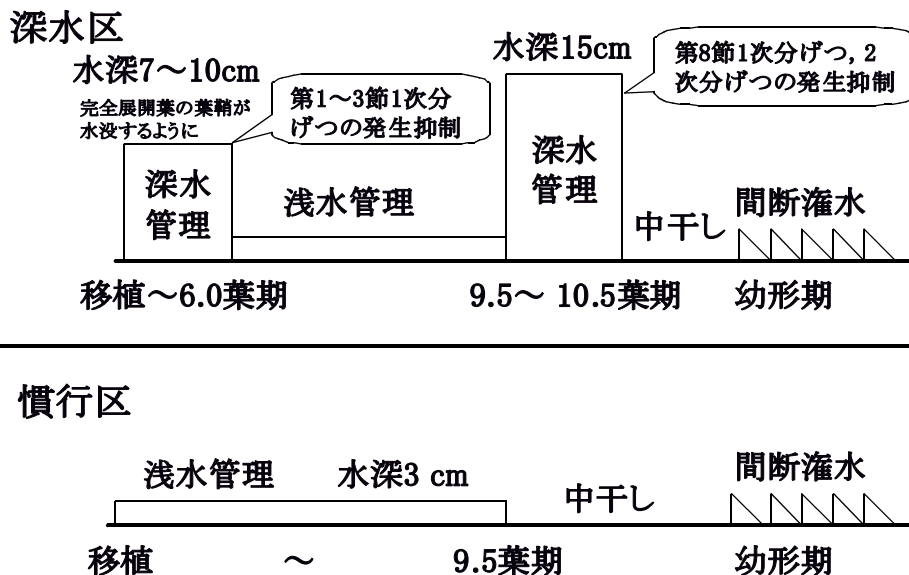 深水区
水深7～10cm
完全展開葉の葉鞘が
水没するように
第1～3節1次分
げつの発生抑制
水深15cm
第8節1次分げつ, 2
次分げつの発生抑制
深水
管理
浅水管理
深水
管理
中干し
間断潅水
移植～6.0葉期
9.5～ 10.5葉期
幼形期
慣行区
浅水管理
水深3 cm
中干し
間断潅水
移植
～
9.5葉期
幼形期